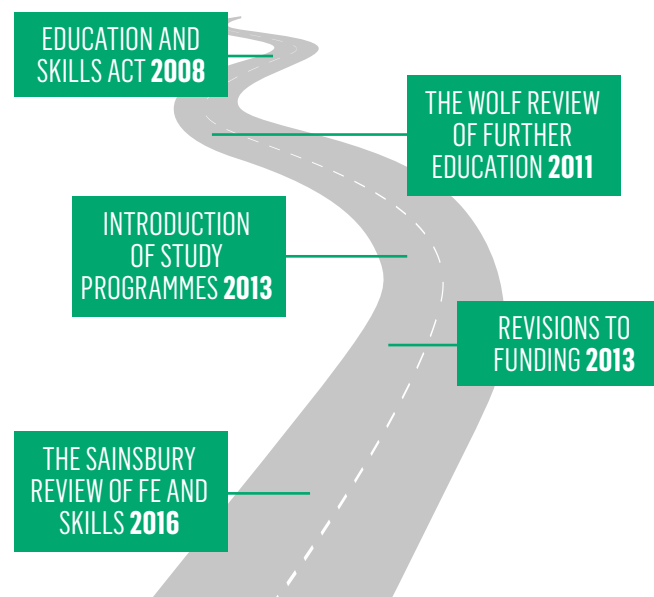 EDUCATION AND
SKILLS ACT 2008
THE WOLF REVIEW
OF FURTHER
EDUCATION 2011
INTRODUCTION
OF STUDY
PROGRAMMES 2013
REVISIONS TO
FUNDING 2013
THE SAINSBURY
REVIEW OF FE AND
SKILLS 2016